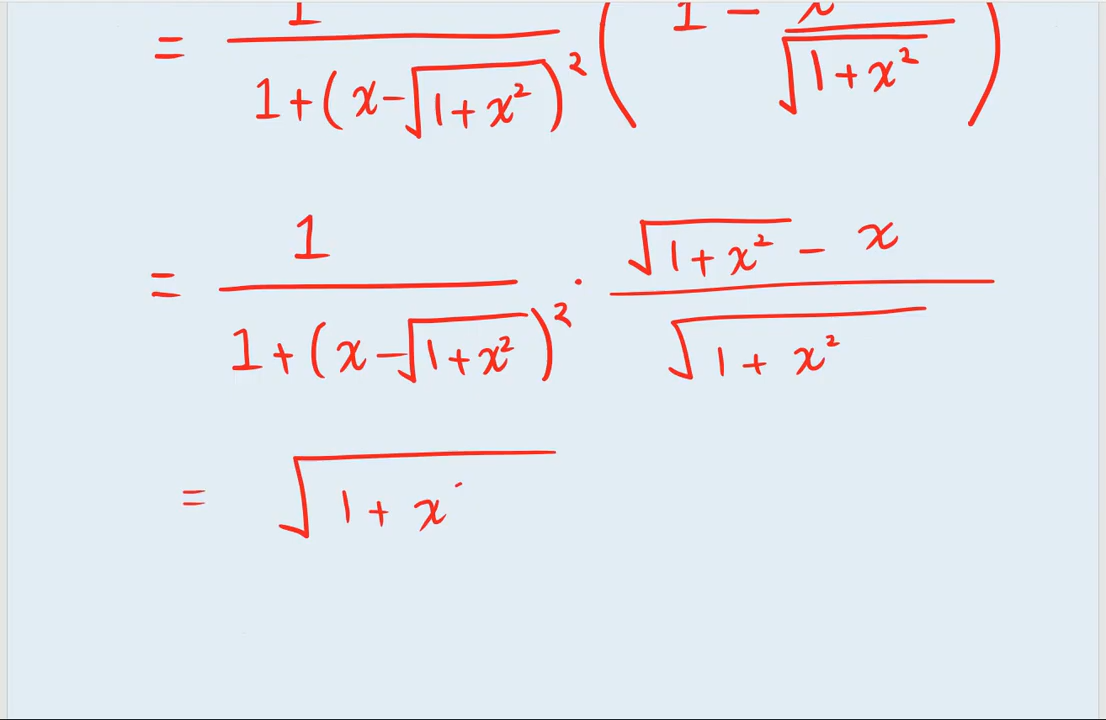 = 1/(1+(x-√(1+x²))²) (1 - x/√(1+x²))
= 1/(1+(x-√(1+x²))²) · (√(1+x²) - x)/√(1+x²)
= √(1+x